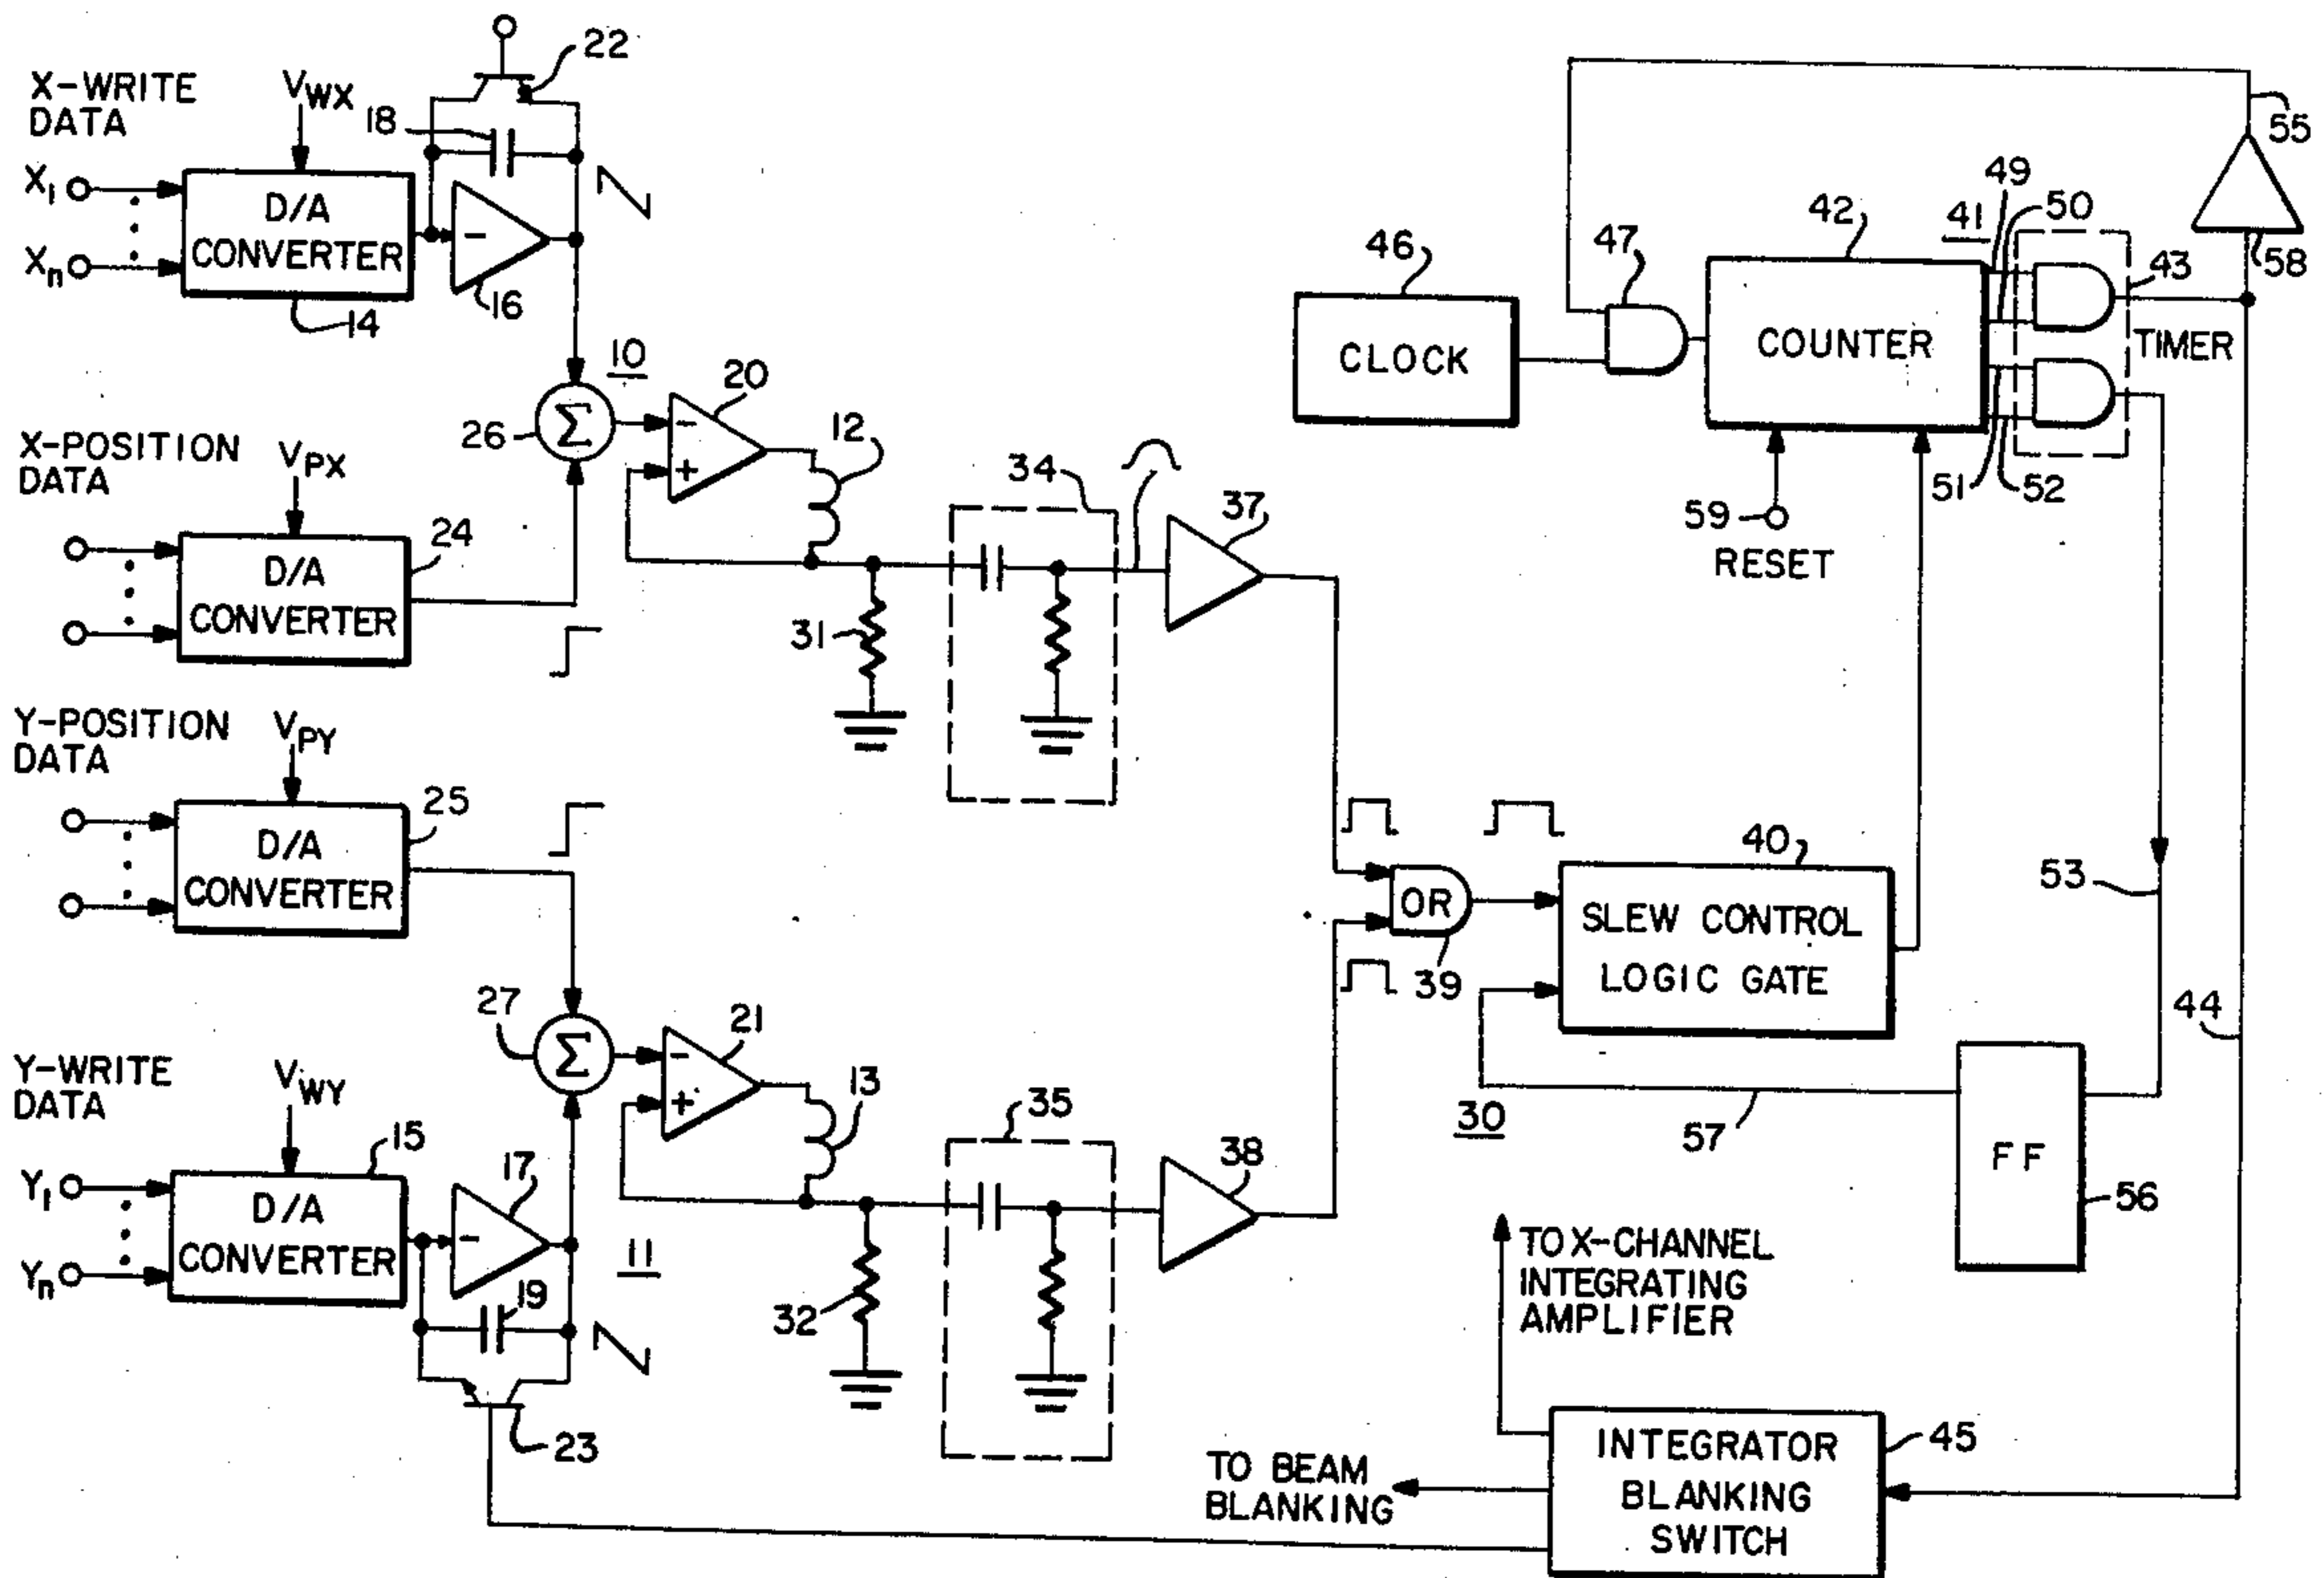 X-WRITE
DATA
VWX
22
18
X1
Xn
D/A
CONVERTER
14
-
16
10
26
Σ
-
+
20
12
X-POSITION
DATA
VPX
24
D/A
CONVERTER
31
34
37
Y-POSITION
DATA
VPY
25
D/A
CONVERTER
27
Σ
-
+
21
13
Y-WRITE
DATA
VWY
15
Y1
Yn
D/A
CONVERTER
17
-
19
11
23
32
35
38
46
CLOCK
47
42
COUNTER
41
49
50
43
TIMER
51
52
55
58
59
RESET
OR
39
40
SLEW CONTROL
LOGIC GATE
53
44
30
57
FF
56
TO X-CHANNEL
INTEGRATING
AMPLIFIER
TO BEAM
BLANKING
INTEGRATOR
BLANKING
SWITCH
45